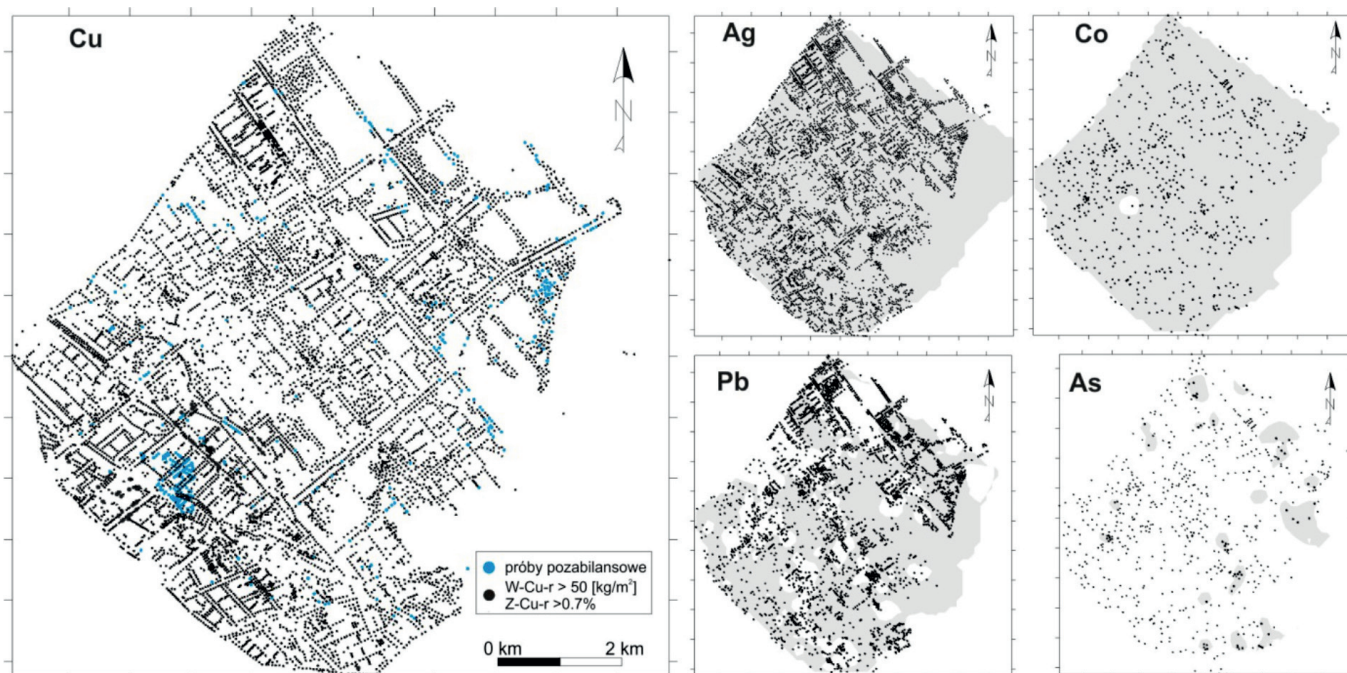 Cu
N
próby pozabilansowe
W-Cu-r > 50 [kg/m²]
Z-Cu-r >0.7%
0 km 2 km
Ag
N
Co
N
Pb
N
As
N